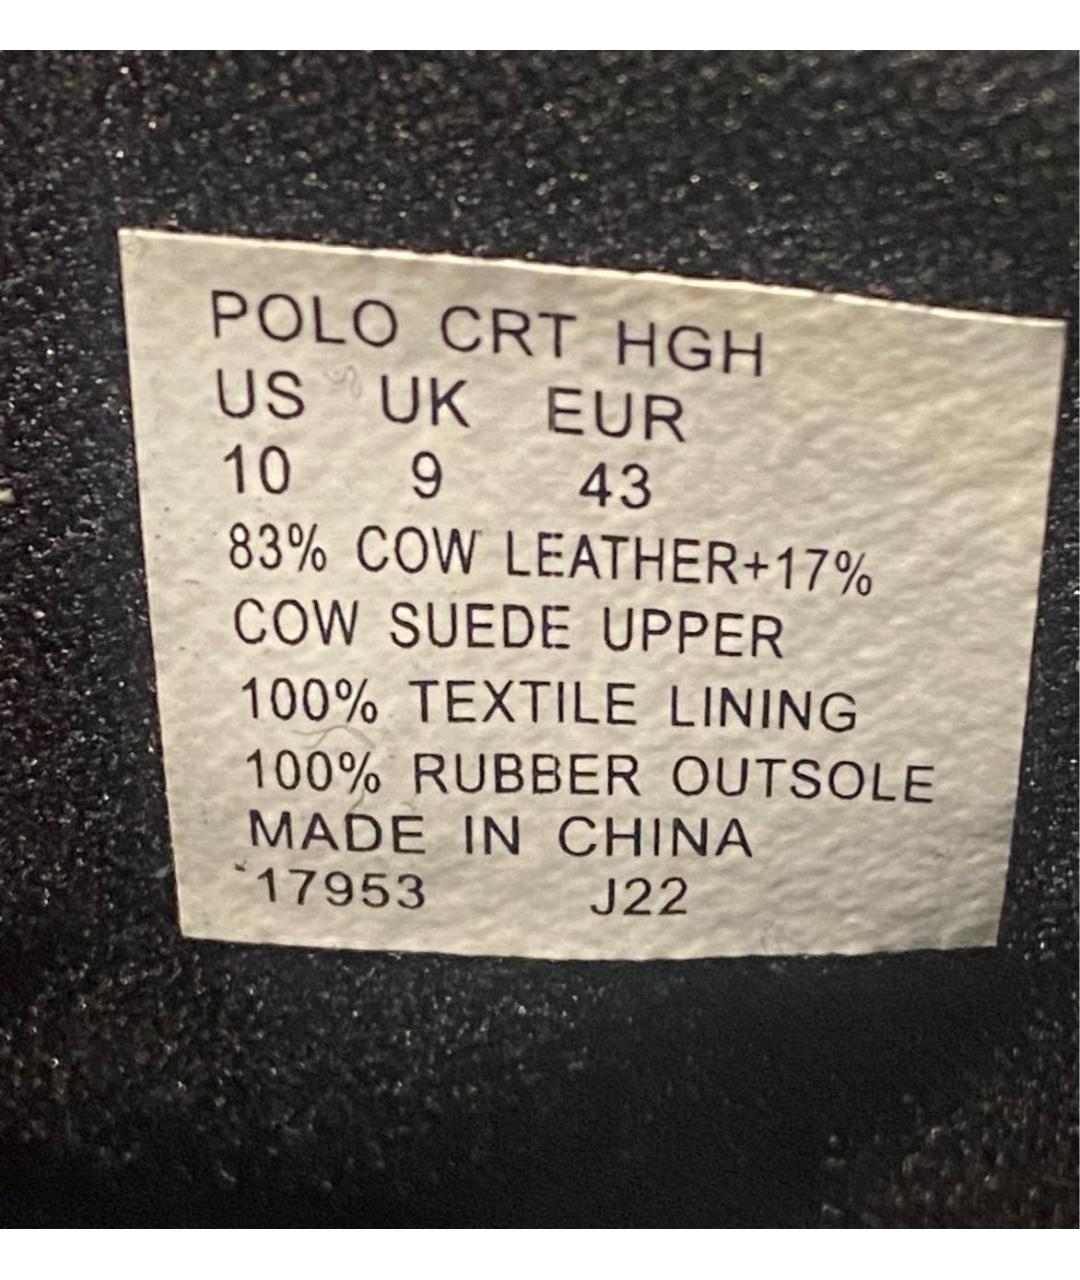 POLO CRT HGH
US UK EUR
10 9 43
83% COW LEATHER+17%
COW SUEDE UPPER
100% TEXTILE LINING
100% RUBBER OUTSOLE
MADE IN CHINA
17953 J22